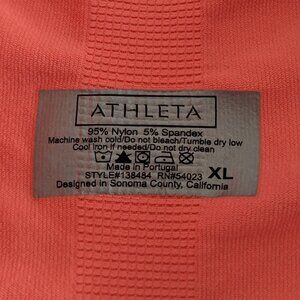 ATHLETA
95% Nylon 5% Spandex
Machine wash cold/Do not bleach/Tumble dry low
Cool Iron if needed/Do not dry clean
Made in Portugal
XL
STYLE#138484 RN#54023
Designed in Sonoma County, California